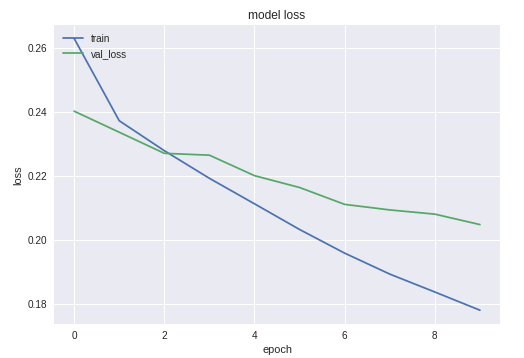 model loss
train
val_loss
0.26
0.24
0.22
0.20
0.18
loss
0 2 4 6 8
epoch